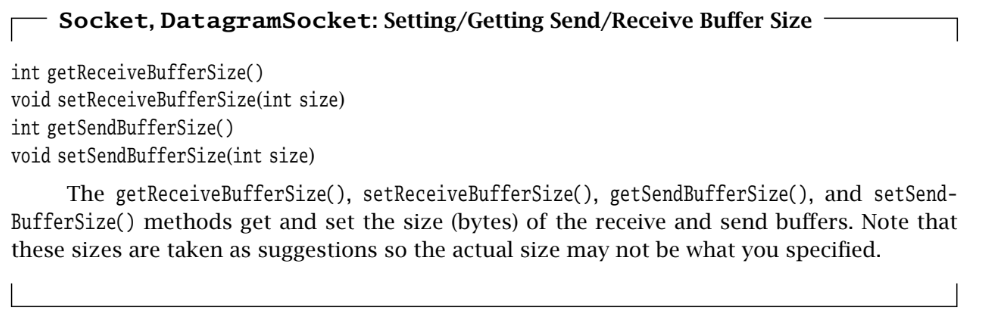 Socket, DatagramSocket: Setting/Getting Send/Receive Buffer Size
int getReceiveBufferSize()
void setReceiveBufferSize(int size)
int getSendBufferSize()
void setSendBufferSize(int size)
The getReceiveBufferSize(), setReceiveBufferSize(), getSendBufferSize(), and setSend-
BufferSize() methods get and set the size (bytes) of the receive and send buffers. Note that
these sizes are taken as suggestions so the actual size may not be what you specified.